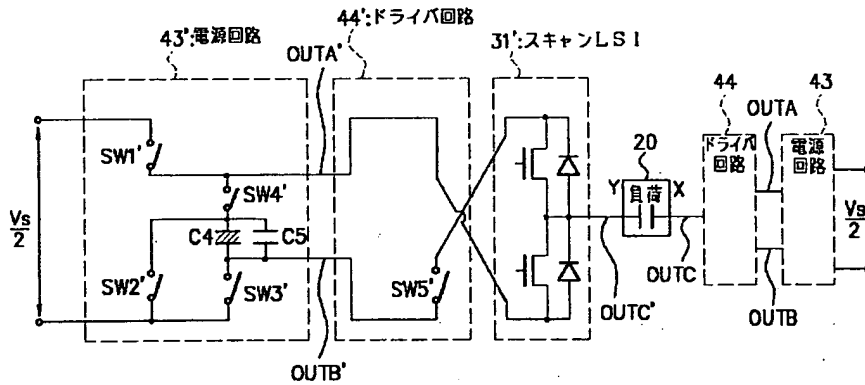 43':電源回路
44':ドライバ回路
31':スキャンLSI
OUTA'
44
43
OUTA
ドライバ
回路
電源
回路
20
SW1'
SW4'
Y 負荷 X
Vs
2
C4
C5
Vs
2
SW2'
SW3'
SW5'
OUTC'
OUTC
OUTB
OUTB'